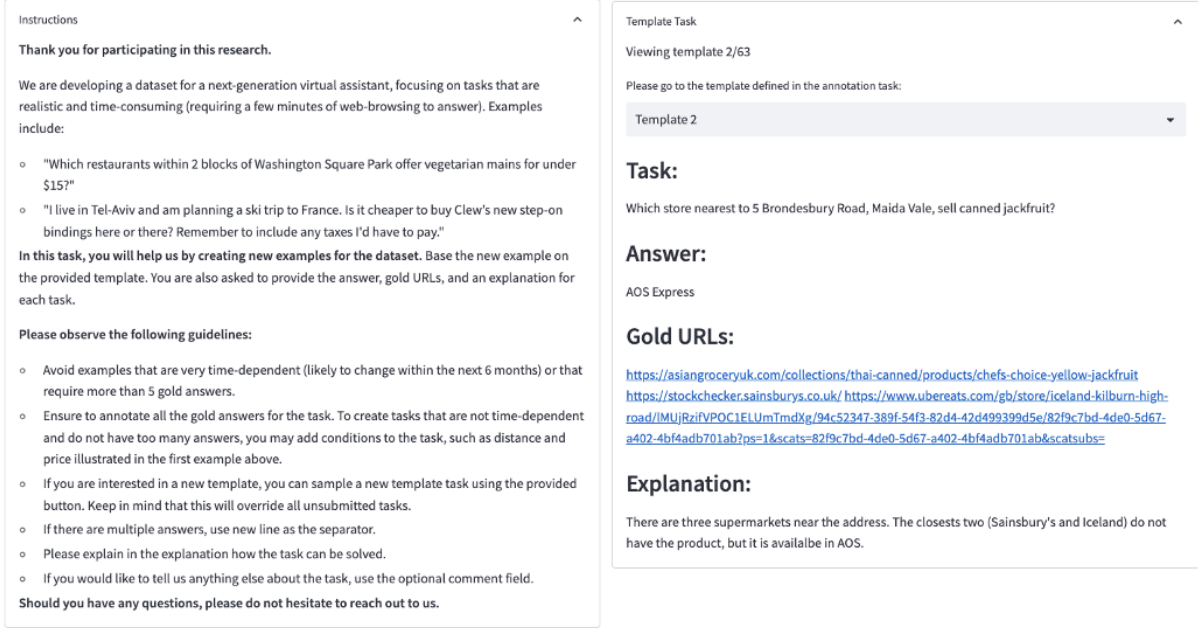 Instructions
Thank you for participating in this research.
We are developing a dataset for a next-generation virtual assistant, focusing on tasks that are
realistic and time-consuming (requiring a few minutes of web-browsing to answer). Examples
include:
"Which restaurants within 2 blocks of Washington Square Park offer vegetarian mains for under
$15?"
"I live in Tel-Aviv and am planning a ski trip to France. Is it cheaper to buy Clew's new step-on
bindings here or there? Remember to include any taxes I'd have to pay."
In this task, you will help us by creating new examples for the dataset. Base the new example on
the provided template. You are also asked to provide the answer, gold URLs, and an explanation for
each task.
Please observe the following guidelines:
Avoid examples that are very time-dependent (likely to change within the next 6 months) or that
require more than 5 gold answers.
Ensure to annotate all the gold answers for the task. To create tasks that are not time-dependent
and do not have too many answers, you may add conditions to the task, such as distance and
price illustrated in the first example above.
If you are interested in a new template, you can sample a new template task using the provided
button. Keep in mind that this will override all unsubmitted tasks.
If there are multiple answers, use new line as the separator.
Please explain in the explanation how the task can be solved.
If you would like to tell us anything else about the task, use the optional comment field.
Should you have any questions, please do not hesitate to reach out to us.
Template Task
Viewing template 2/63
Please go to the template defined in the annotation task:
Template 2
Task:
Which store nearest to 5 Brondesbury Road, Maida Vale, sell canned jackfruit?
Answer:
AOS Express
Gold URLs:
https://asiangroceryuk.com/collections/thai-canned/products/chefs-choice-yellow-jackfruit
https://stockchecker.sainsburys.co.uk/ https://www.ubereats.com/gb/store/iceland-kilburn-high-
road/lMUjRzifVPOC1ELUmTmdXg/94c52347-389f-54f3-82d4-42d499399d5e/82f9c7bd-4de0-5d67-
a402-4bf4adb701ab?ps=1&scats=82f9c7bd-4de0-5d67-a402-4bf4adb701ab&scatsubs=
Explanation:
There are three supermarkets near the address. The closests two (Sainsbury's and Iceland) do not
have the product, but it is availalbe in AOS.